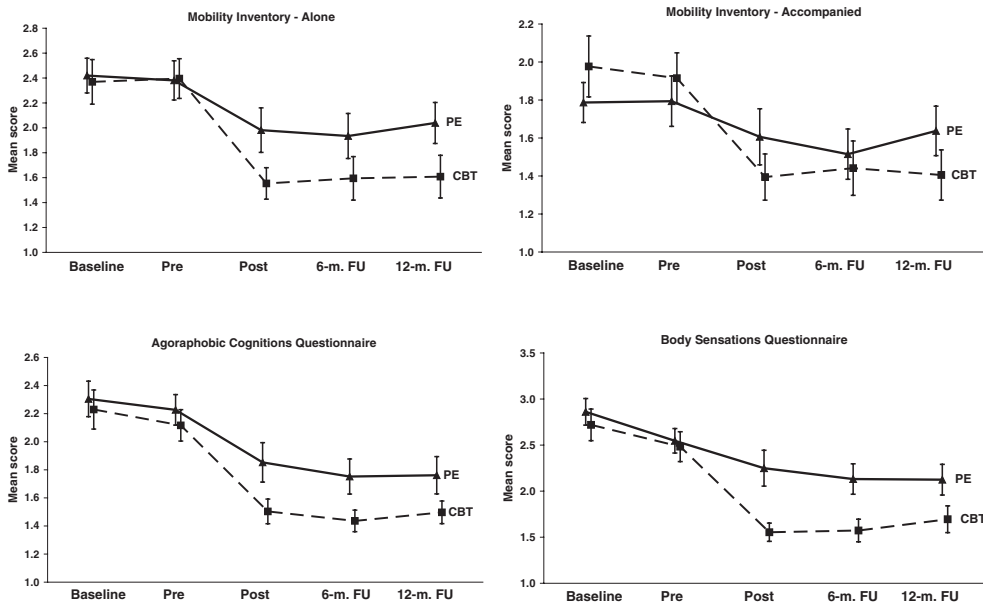 Mobility Inventory - Alone
2.8
2.6
2.4
2.2
2.0
1.8
1.6
1.4
1.2
1.0
Mean score
PE
CBT
Baseline Pre Post 6-m. FU 12-m. FU
Mobility Inventory - Accompanied
2.2
2.0
1.8
1.6
1.4
1.2
1.0
Mean score
PE
CBT
Baseline Pre Post 6-m. FU 12-m. FU
Agoraphobic Cognitions Questionnaire
2.6
2.4
2.2
2.0
1.8
1.6
1.4
1.2
1.0
Mean score
PE
CBT
Baseline Pre Post 6-m. FU 12-m. FU
Body Sensations Questionnaire
3.5
3.0
2.5
2.0
1.5
1.0
Mean score
PE
CBT
Baseline Pre Post 6-m. FU 12-m. FU